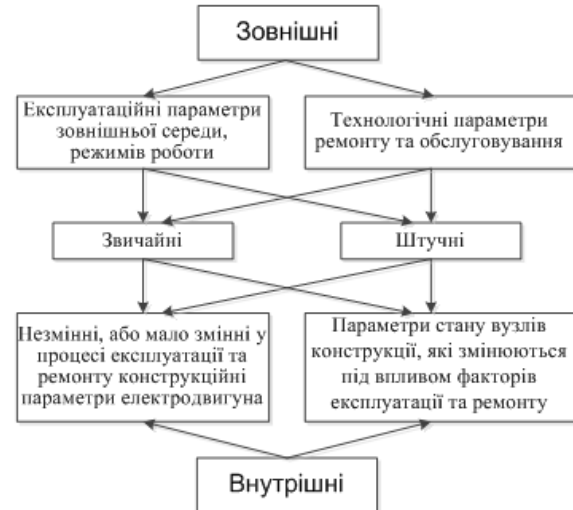 Зовнішні
Експлуатаційні параметри
зовнішньої середи,
режимів роботи
Технологічні параметри
ремонту та обслуговування
Звичайні
Штучні
Незмінні, або мало змінні у
процесі експлуатації та
ремонту конструкційні
параметри електродвигуна
Параметри стану вузлів
конструкції, які змінюються
під впливом факторів
експлуатації та ремонту
Внутрішні